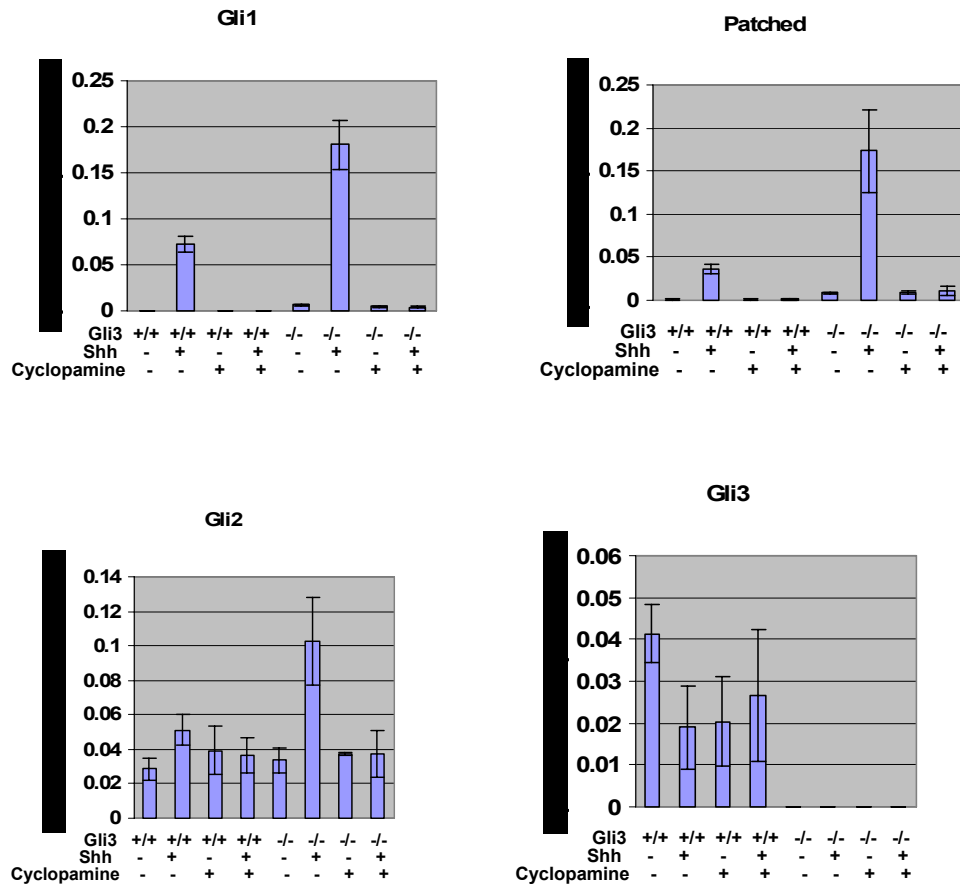 Gli1
0.25
0.2
0.15
0.1
0.05
0
Gli3 +/+ +/+ +/+ +/+ -/- -/- -/- -/-
Shh - + - + - + - +
Cyclopamine - - + + - - + +
Patched
0.25
0.2
0.15
0.1
0.05
0
Gli3 +/+ +/+ +/+ +/+ -/- -/- -/- -/-
Shh - + - + - + - +
Cyclopamine - - + + - - + +
Gli2
0.14
0.12
0.1
0.08
0.06
0.04
0.02
0
Gli3 +/+ +/+ +/+ +/+ -/- -/- -/- -/-
Shh - + - + - + - +
Cyclopamine - - + + - - + +
Gli3
0.06
0.05
0.04
0.03
0.02
0.01
0
Gli3 +/+ +/+ +/+ +/+ -/- -/- -/- -/-
Shh - + - + - + - +
Cyclopamine - - + + - - + +